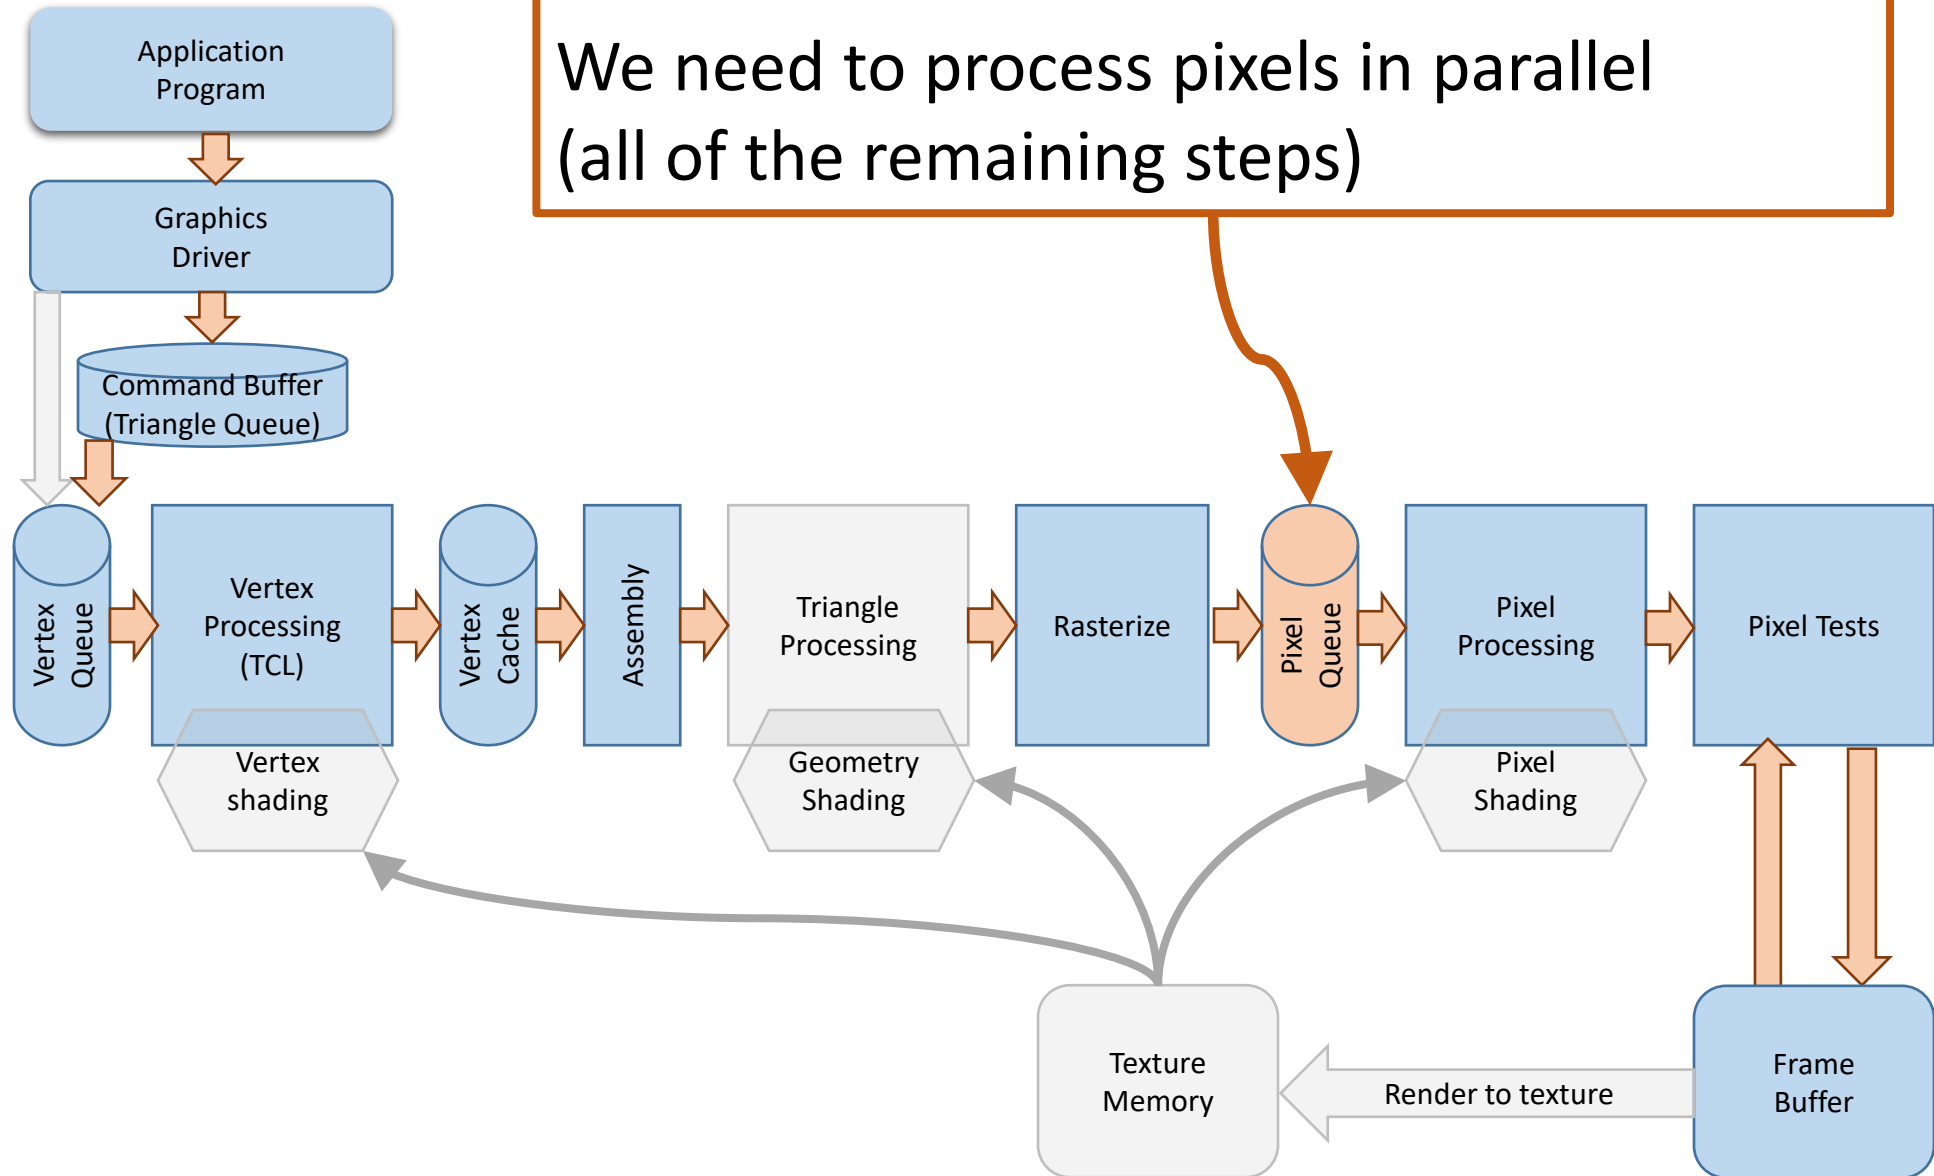 Application
Program
We need to process pixels in parallel
(all of the remaining steps)
Graphics
Driver
Command Buffer
(Triangle Queue)
Vertex
Queue
Vertex
Processing
(TCL)
Vertex
Cache
Assembly
Triangle
Processing
Rasterize
Pixel
Queue
Pixel
Processing
Pixel Tests
Vertex
shading
Geometry
Shading
Pixel
Shading
Texture
Memory
Render to texture
Frame
Buffer